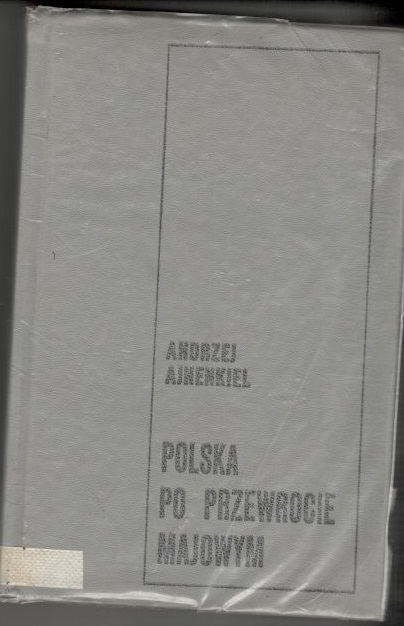 ANDRZEJ
AJNENKIEL
POLSKA
PO PRZEWROCIE
MAJOWYM